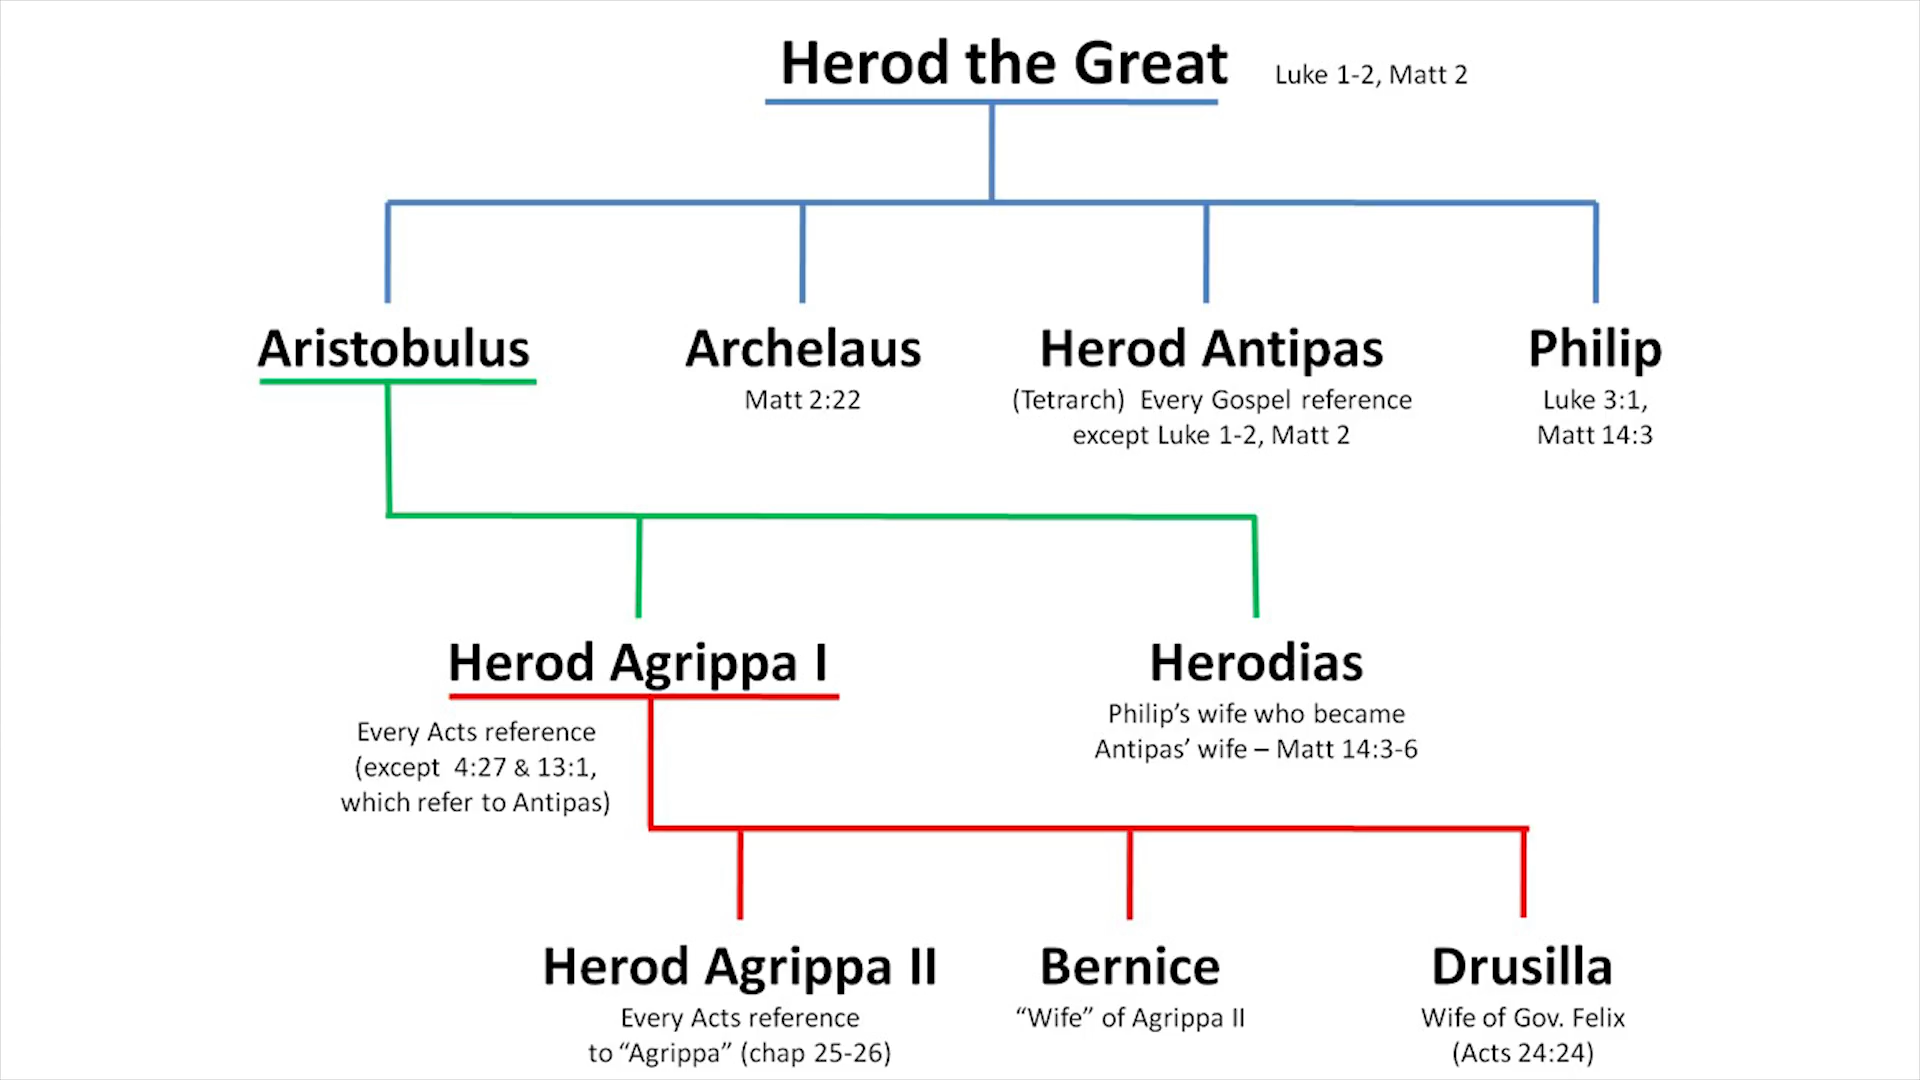 Herod the Great
Luke 1-2, Matt 2
Aristobulus
Archelaus
Matt 2:22
Herod Antipas
(Tetrarch) Every Gospel reference
except Luke 1-2, Matt 2
Philip
Luke 3:1,
Matt 14:3
Herod Agrippa I
Every Acts reference
(except 4:27 & 13:1,
which refer to Antipas)
Herodias
Philip’s wife who became
Antipas’ wife – Matt 14:3-6
Herod Agrippa II
Every Acts reference
to “Agrippa” (chap 25-26)
Bernice
“Wife” of Agrippa II
Drusilla
Wife of Gov. Felix
(Acts 24:24)